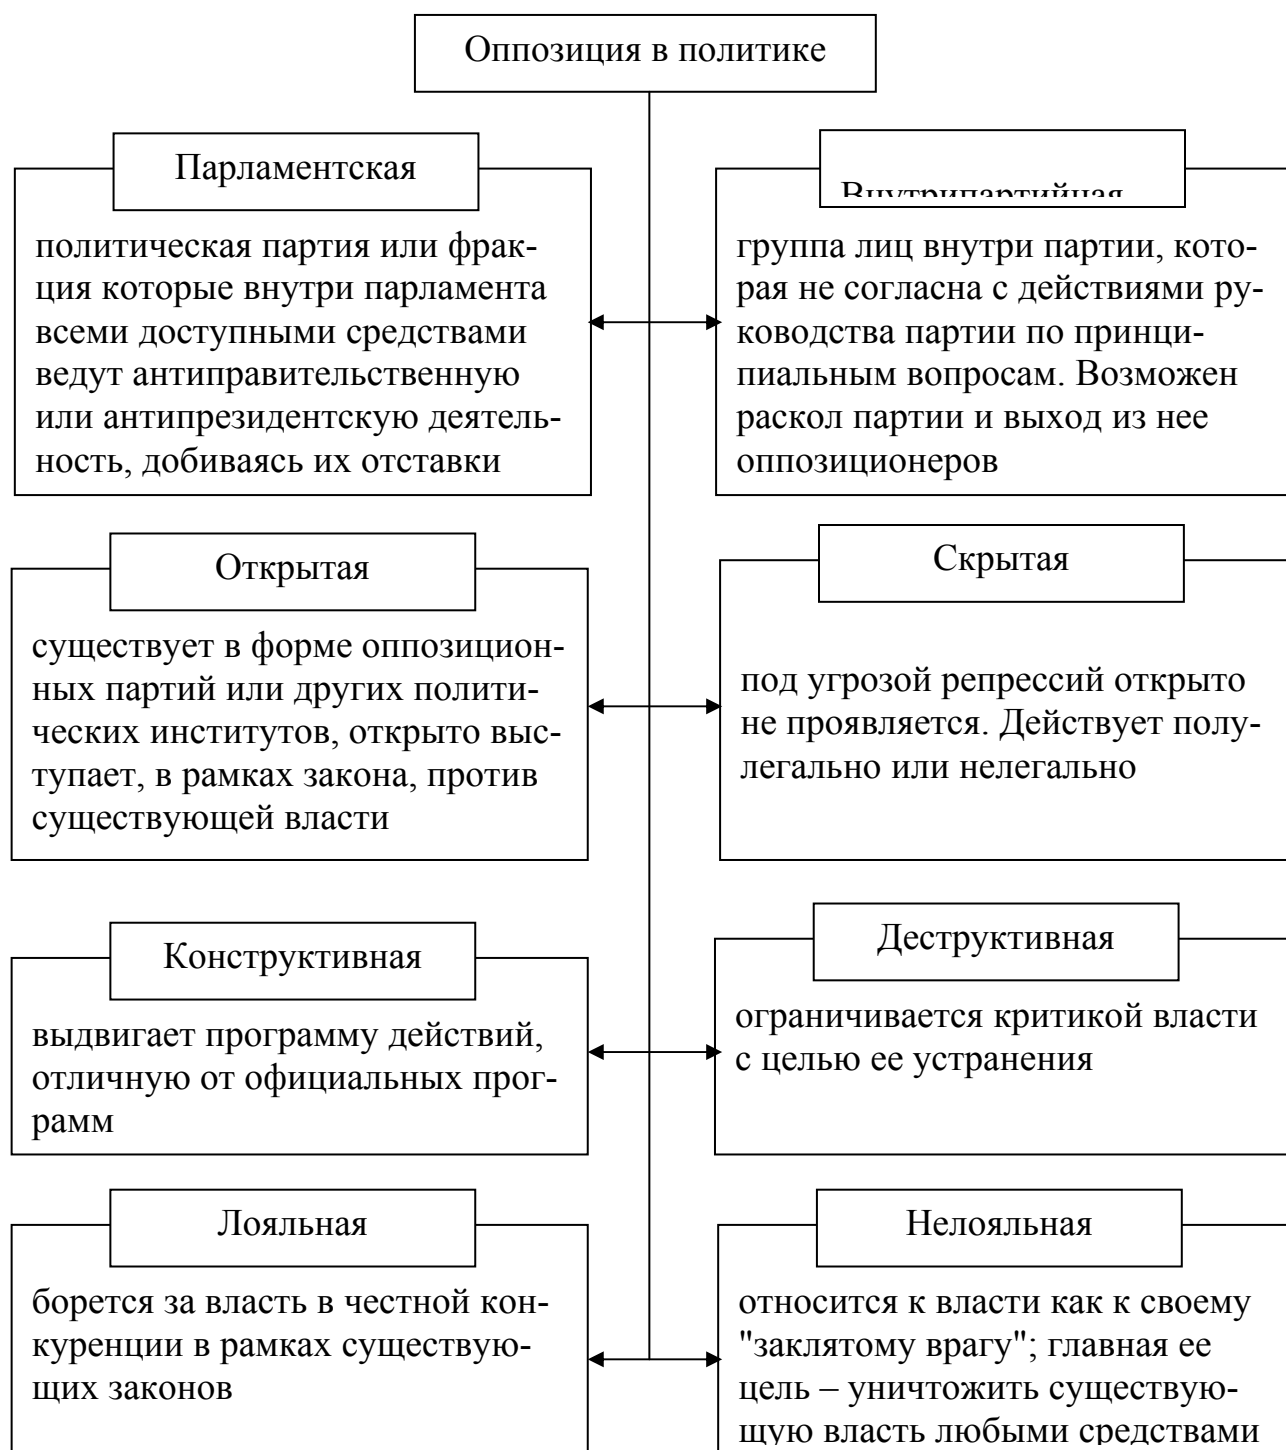 Оппозиция в политике
Парламентская
политическая партия или фрак-
ция которые внутри парламента
всеми доступными средствами
ведут антиправительственную
или антипрезидентскую деятель-
ность, добиваясь их отставки
Внутрипартийная
группа лиц внутри партии, кото-
рая не согласна с действиями ру-
ководства партии по принци-
пиальным вопросам. Возможен
раскол партии и выход из нее
оппозиционеров
Открытая
существует в форме оппозицион-
ных партий или других полити-
ческих институтов, открыто выс-
тупает, в рамках закона, против
существующей власти
Скрытая
под угрозой репрессий открыто
не проявляется. Действует полу-
легально или нелегально
Конструктивная
выдвигает программу действий,
отличную от официальных прог-
рамм
Деструктивная
ограничивается критикой власти
с целью ее устранения
Лояльная
борется за власть в честной кон-
куренции в рамках существую-
щих законов
Нелояльная
относится к власти как к своему
"заклятому врагу"; главная ее
цель – уничтожить существую-
щую власть любыми средствами